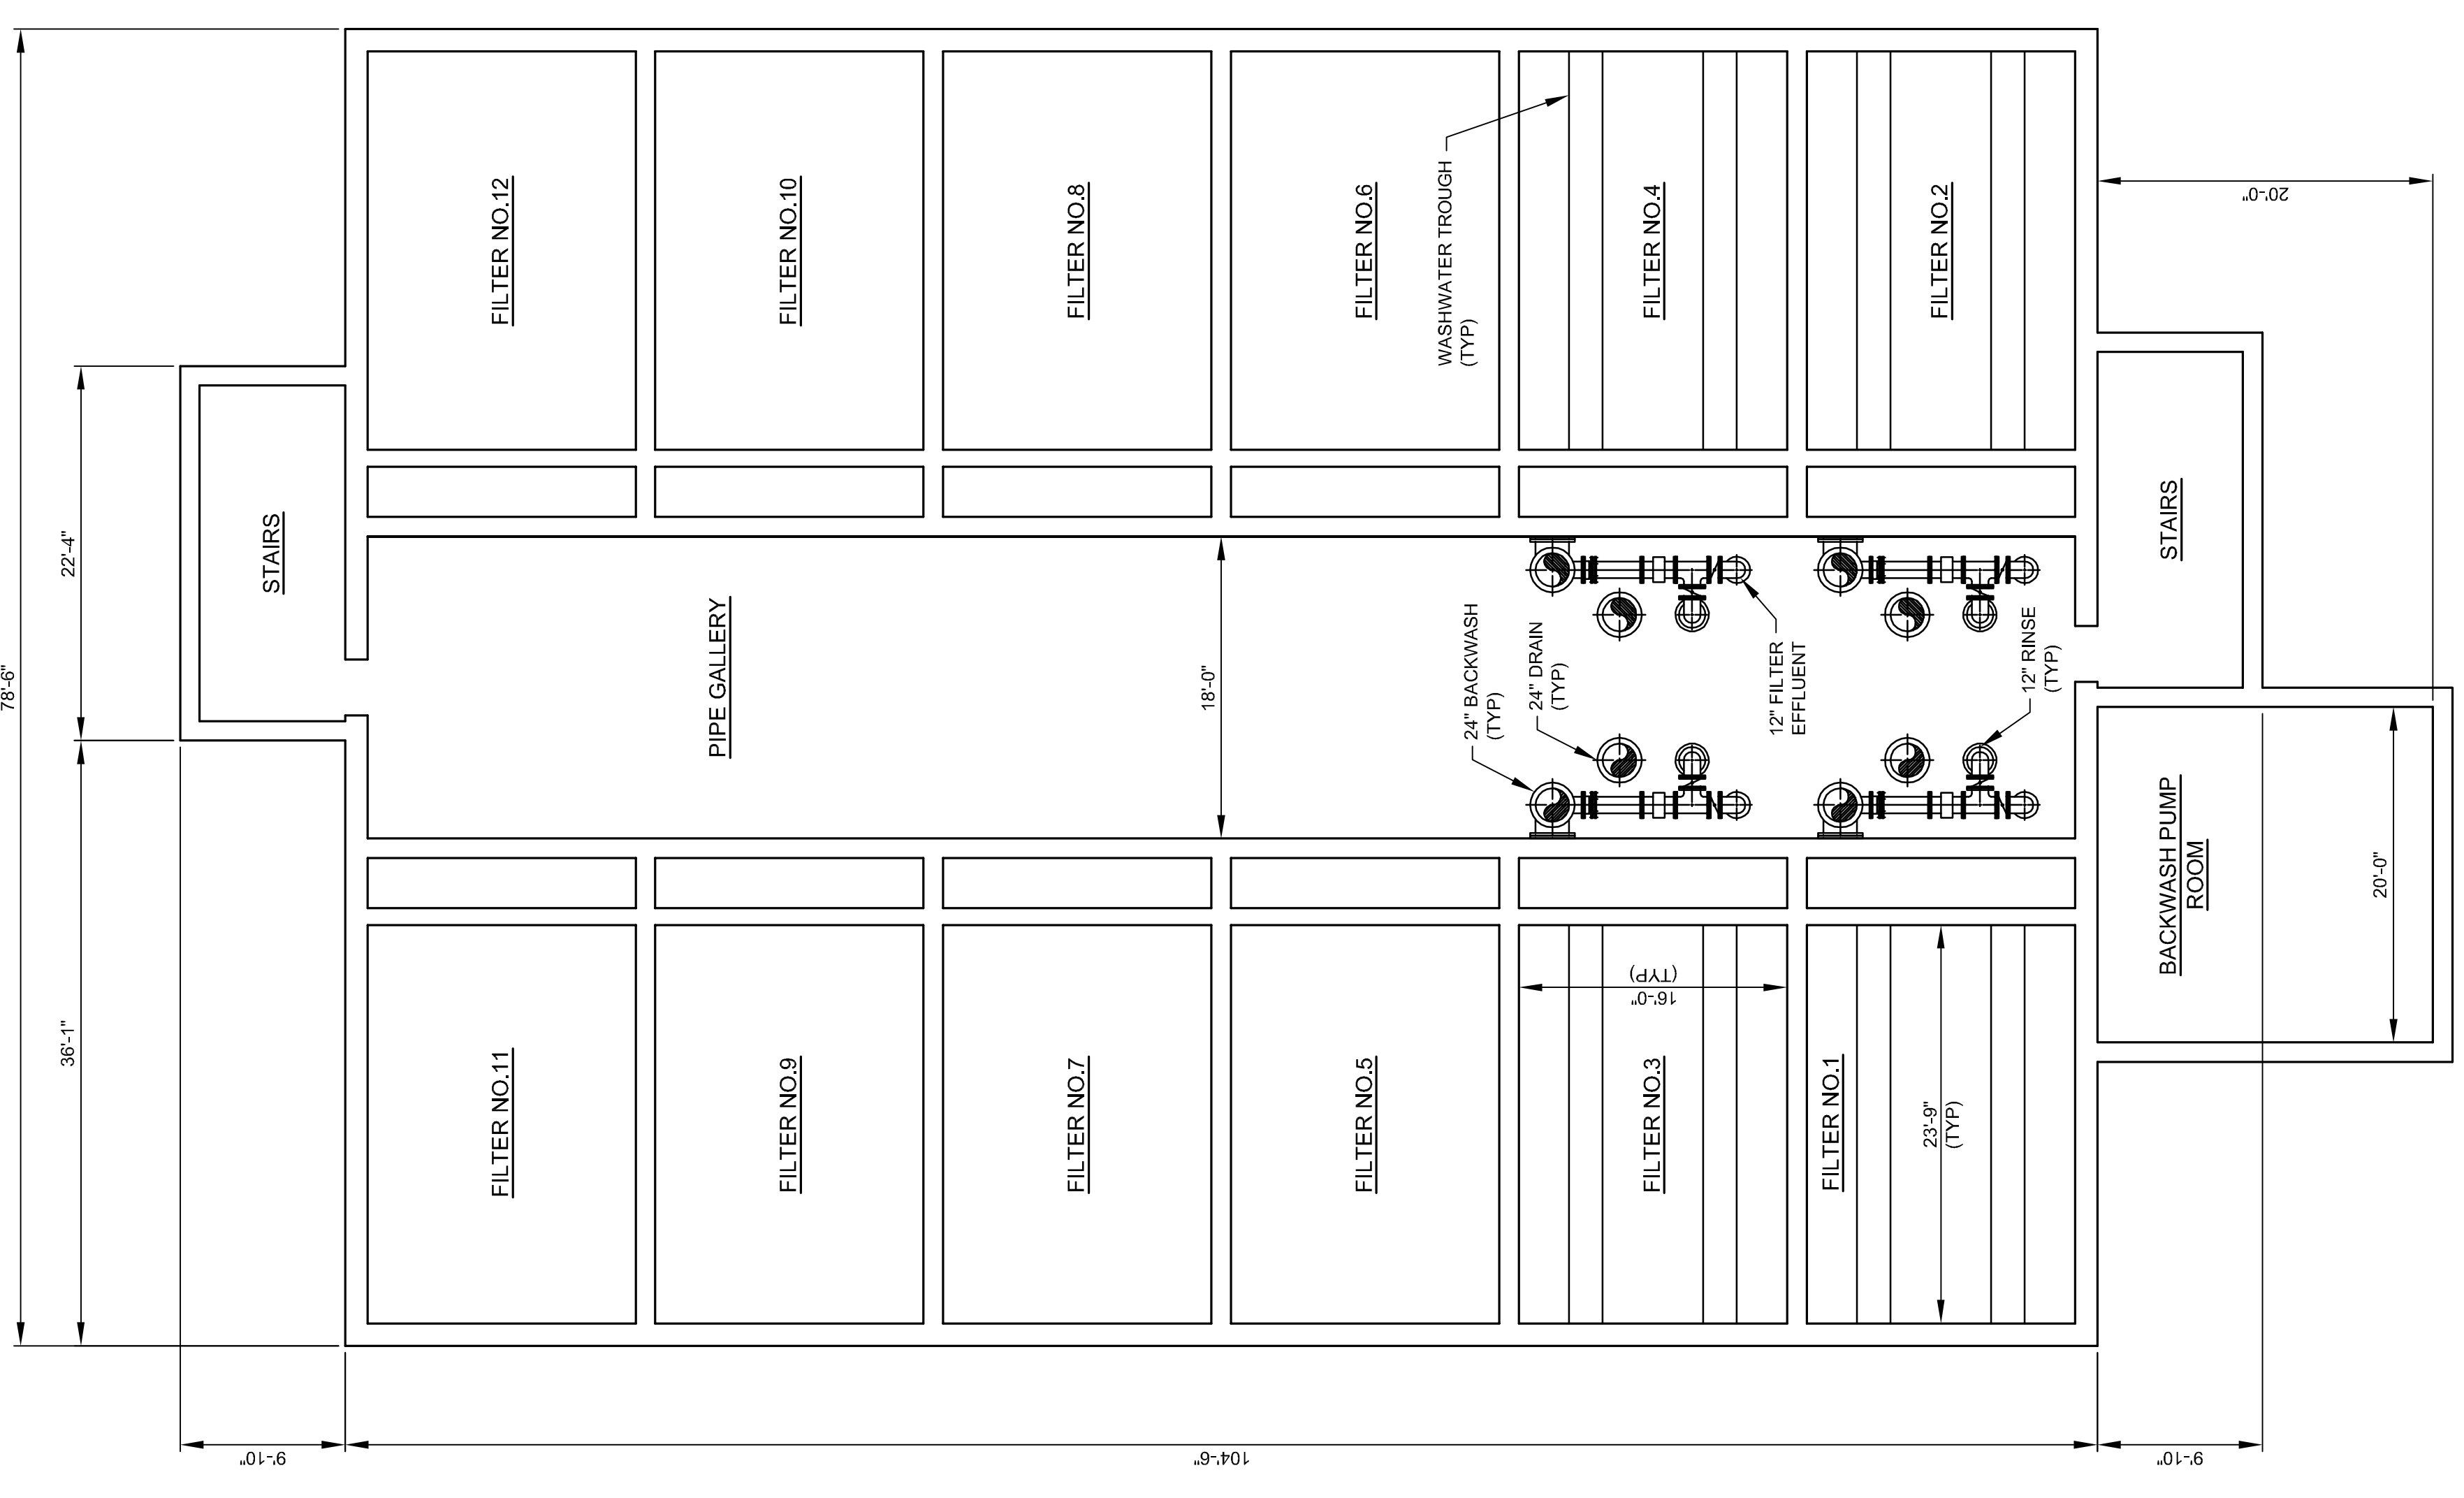 FILTER NO.12
FILTER NO.10
FILTER NO.8
FILTER NO.6
WASHWATER TROUGH
(TYP)
FILTER NO.4
FILTER NO.2
20'-0"
78'-6"
22'-4"
STAIRS
PIPE GALLERY
18'-0"
24" BACKWASH
(TYP)
24" DRAIN
(TYP)
12" FILTER
EFFLUENT
12" RINSE
(TYP)
STAIRS
36'-1"
FILTER NO.11
FILTER NO.9
FILTER NO.7
FILTER NO.5
16'-0"
(TYP)
FILTER NO.3
FILTER NO.1
23'-9"
(TYP)
BACKWASH PUMP
ROOM
20'-0"
9'-10"
104'-6"
9'-10"